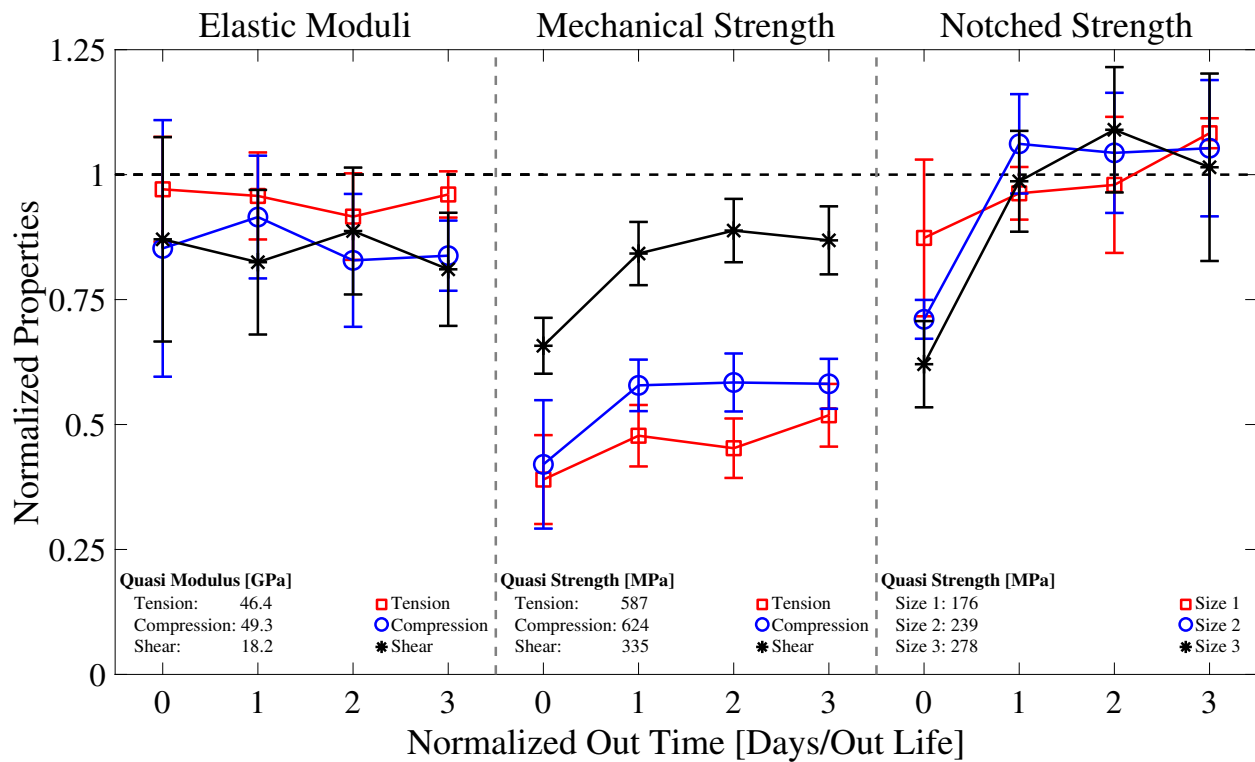 Elastic Moduli
Mechanical Strength
Notched Strength
1.25
1
0.75
0.5
0.25
0
Normalized Properties
Quasi Modulus [GPa]
Tension: 46.4
Compression: 49.3
Shear: 18.2
Tension
Compression
Shear
Quasi Strength [MPa]
Tension: 587
Compression: 624
Shear: 335
Tension
Compression
Shear
Quasi Strength [MPa]
Size 1: 176
Size 2: 239
Size 3: 278
Size 1
Size 2
Size 3
0 1 2 3 0 1 2 3 0 1 2 3
Normalized Out Time [Days/Out Life]